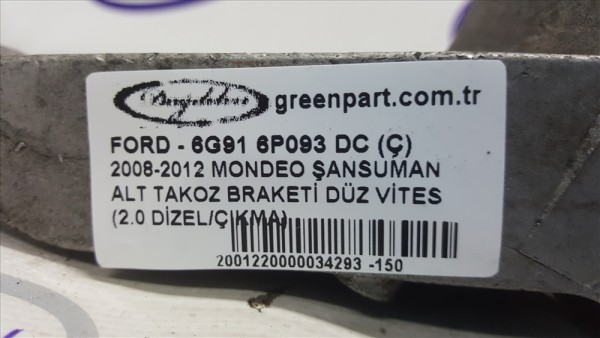 greenpart.com.tr
FORD - 6G91 6P093 DC (Ç)
2008-2012 MONDEO ŞANSUMAN
ALT TAKOZ BRAKETİ DÜZ VİTES
(2.0 DİZEL/ÇIKMA)
2001220000034293 -150